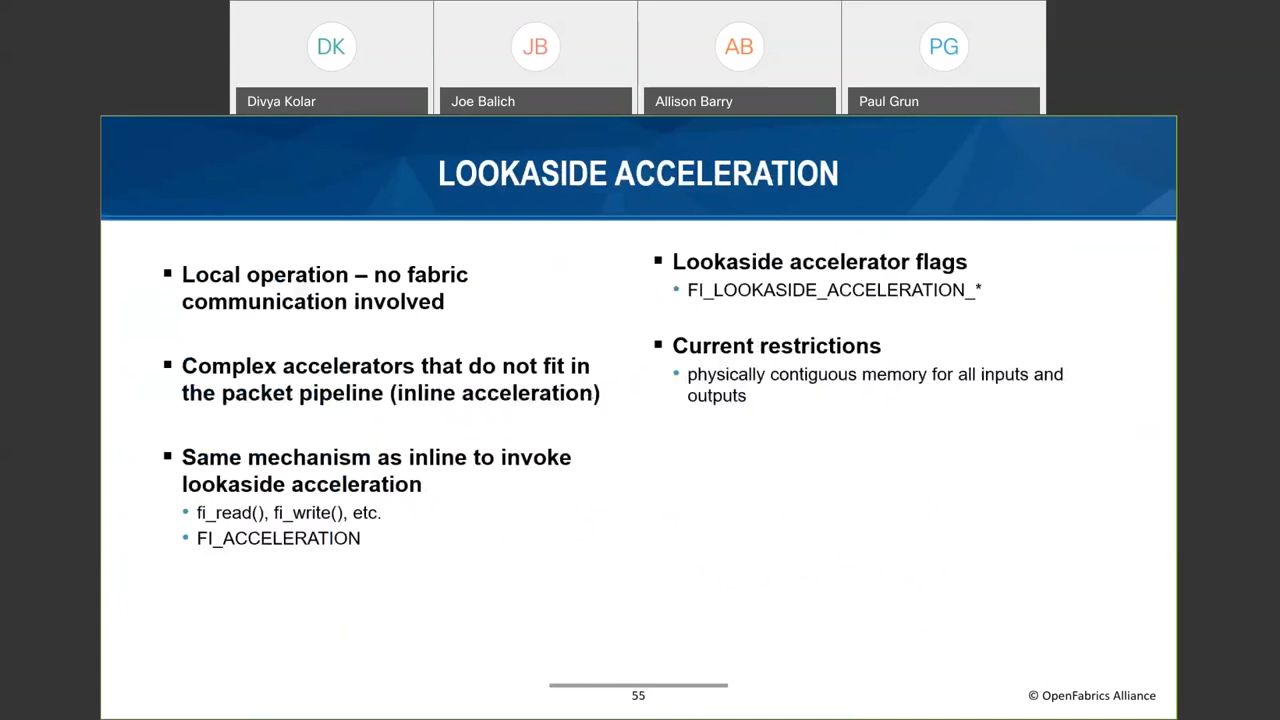 DK
JB
AB
PG
Divya Kolar
Joe Balich
Allison Barry
Paul Grun
LOOKASIDE ACCELERATION
▪ Local operation – no fabric
communication involved
▪ Complex accelerators that do not fit in
the packet pipeline (inline acceleration)
▪ Same mechanism as inline to invoke
lookaside acceleration
• fi_read(), fi_write(), etc.
• FI_ACCELERATION
▪ Lookaside accelerator flags
• FI_LOOKASIDE_ACCELERATION_*
▪ Current restrictions
• physically contiguous memory for all inputs and
outputs
55
© OpenFabrics Alliance